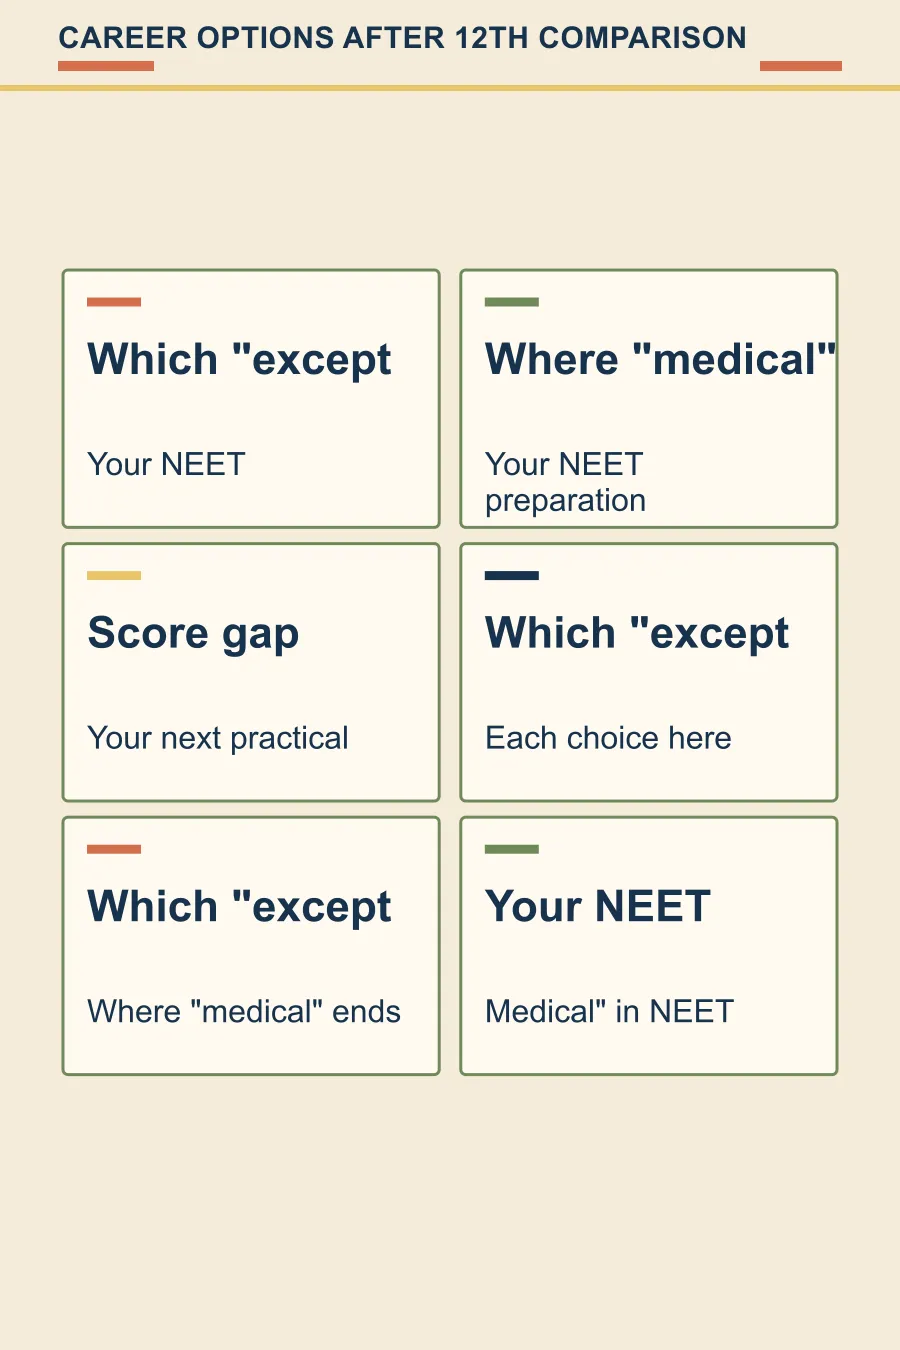 CAREER OPTIONS AFTER 12TH COMPARISON
Which "except
Your NEET
Where "medical"
Your NEET
preparation
Score gap
Your next practical
Which "except
Each choice here
Which "except
Where "medical" ends
Your NEET
Medical" in NEET